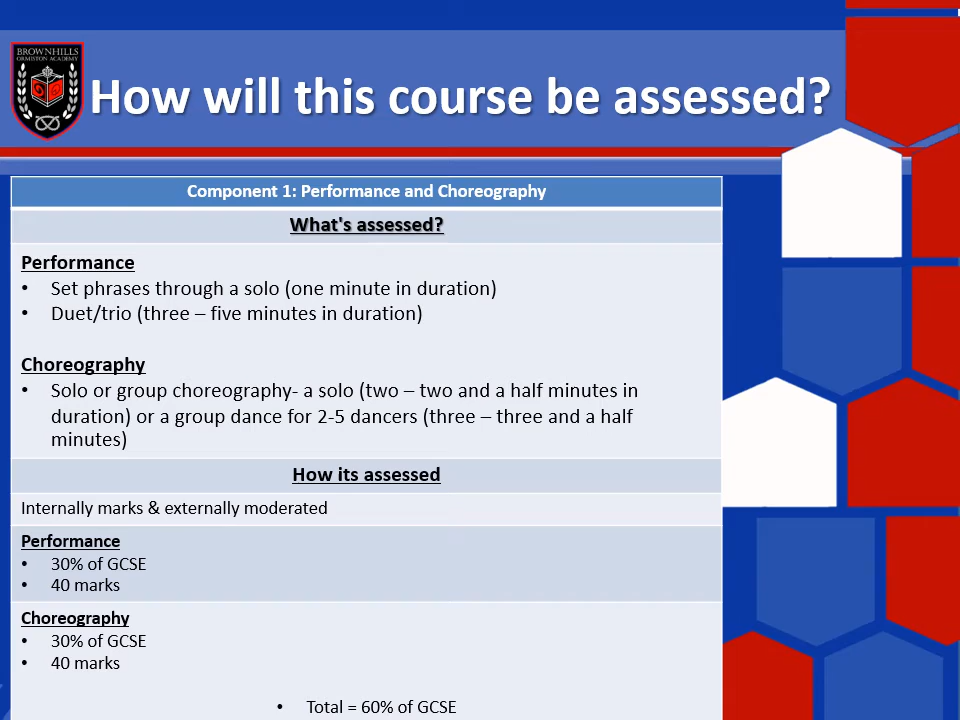 BROWNHILLS
ORMISTON ACADEMY
How will this course be assessed?
Component 1: Performance and Choreography
What's assessed?
Performance
• Set phrases through a solo (one minute in duration)
• Duet/trio (three – five minutes in duration)
Choreography
• Solo or group choreography- a solo (two – two and a half minutes in
duration) or a group dance for 2-5 dancers (three – three and a half
minutes)
How its assessed
Internally marks & externally moderated
Performance
• 30% of GCSE
• 40 marks
Choreography
• 30% of GCSE
• 40 marks
• Total = 60% of GCSE